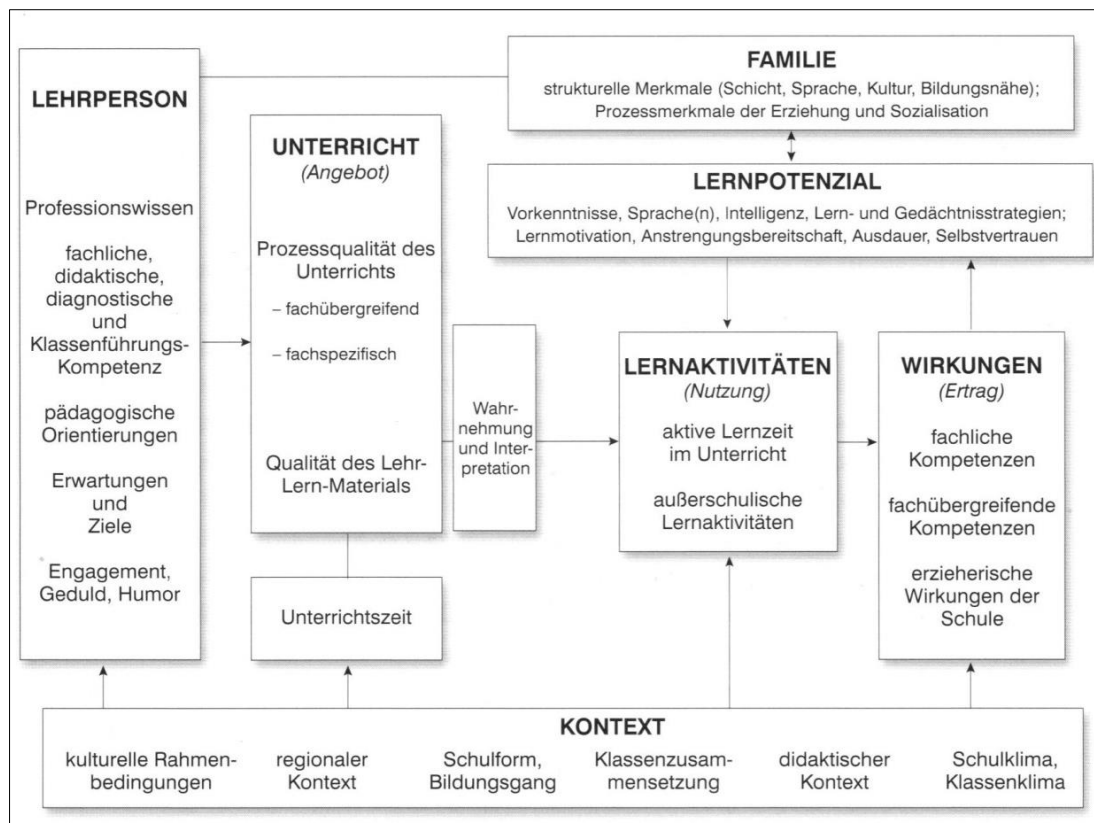 LEHRPERSON
Professionswissen
fachliche,
didaktische,
diagnostische
und
Klassenführungs-
Kompetenz
pädagogische
Orientierungen
Erwartungen
und
Ziele
Engagement,
Geduld, Humor
UNTERRICHT
(Angebot)
Prozessqualität des
Unterrichts
– fachübergreifend
– fachspezifisch
Qualität des Lehr-
Lern-Materials
Unterrichtszeit
Wahr-
nehmung
und Inter-
pretation
FAMILIE
strukturelle Merkmale (Schicht, Sprache, Kultur, Bildungsnähe);
Prozessmerkmale der Erziehung und Sozialisation
LERNPOTENZIAL
Vorkenntnisse, Sprache(n), Intelligenz, Lern- und Gedächtnisstrategien;
Lernmotivation, Anstrengungsbereitschaft, Ausdauer, Selbstvertrauen
LERNAKTIVITÄTEN
(Nutzung)
aktive Lernzeit
im Unterricht
außerschulische
Lernaktivitäten
WIRKUNGEN
(Ertrag)
fachliche
Kompetenzen
fachübergreifende
Kompetenzen
erzieherische
Wirkungen der
Schule
KONTEXT
kulturelle Rahmen-
bedingungen
regionaler
Kontext
Schulform,
Bildungsgang
Klassenzusam-
mensetzung
didaktischer
Kontext
Schulklima,
Klassenklima